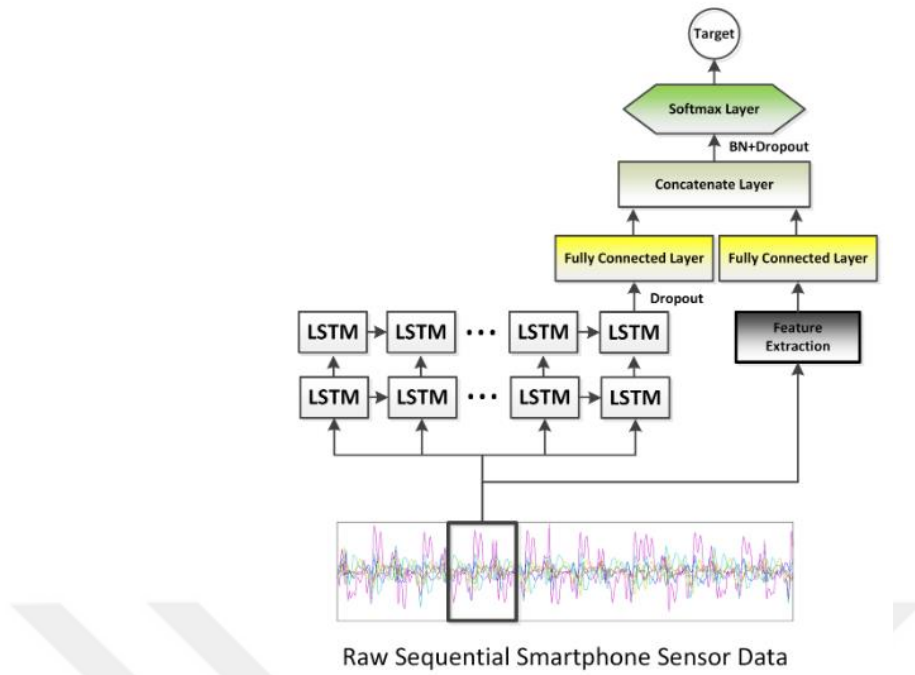 Target
Softmax Layer
BN+Dropout
Concatenate Layer
Fully Connected Layer
Fully Connected Layer
Dropout
LSTM
LSTM
•••
LSTM
LSTM
Feature
Extraction
LSTM
LSTM
•••
LSTM
LSTM
Raw Sequential Smartphone Sensor Data